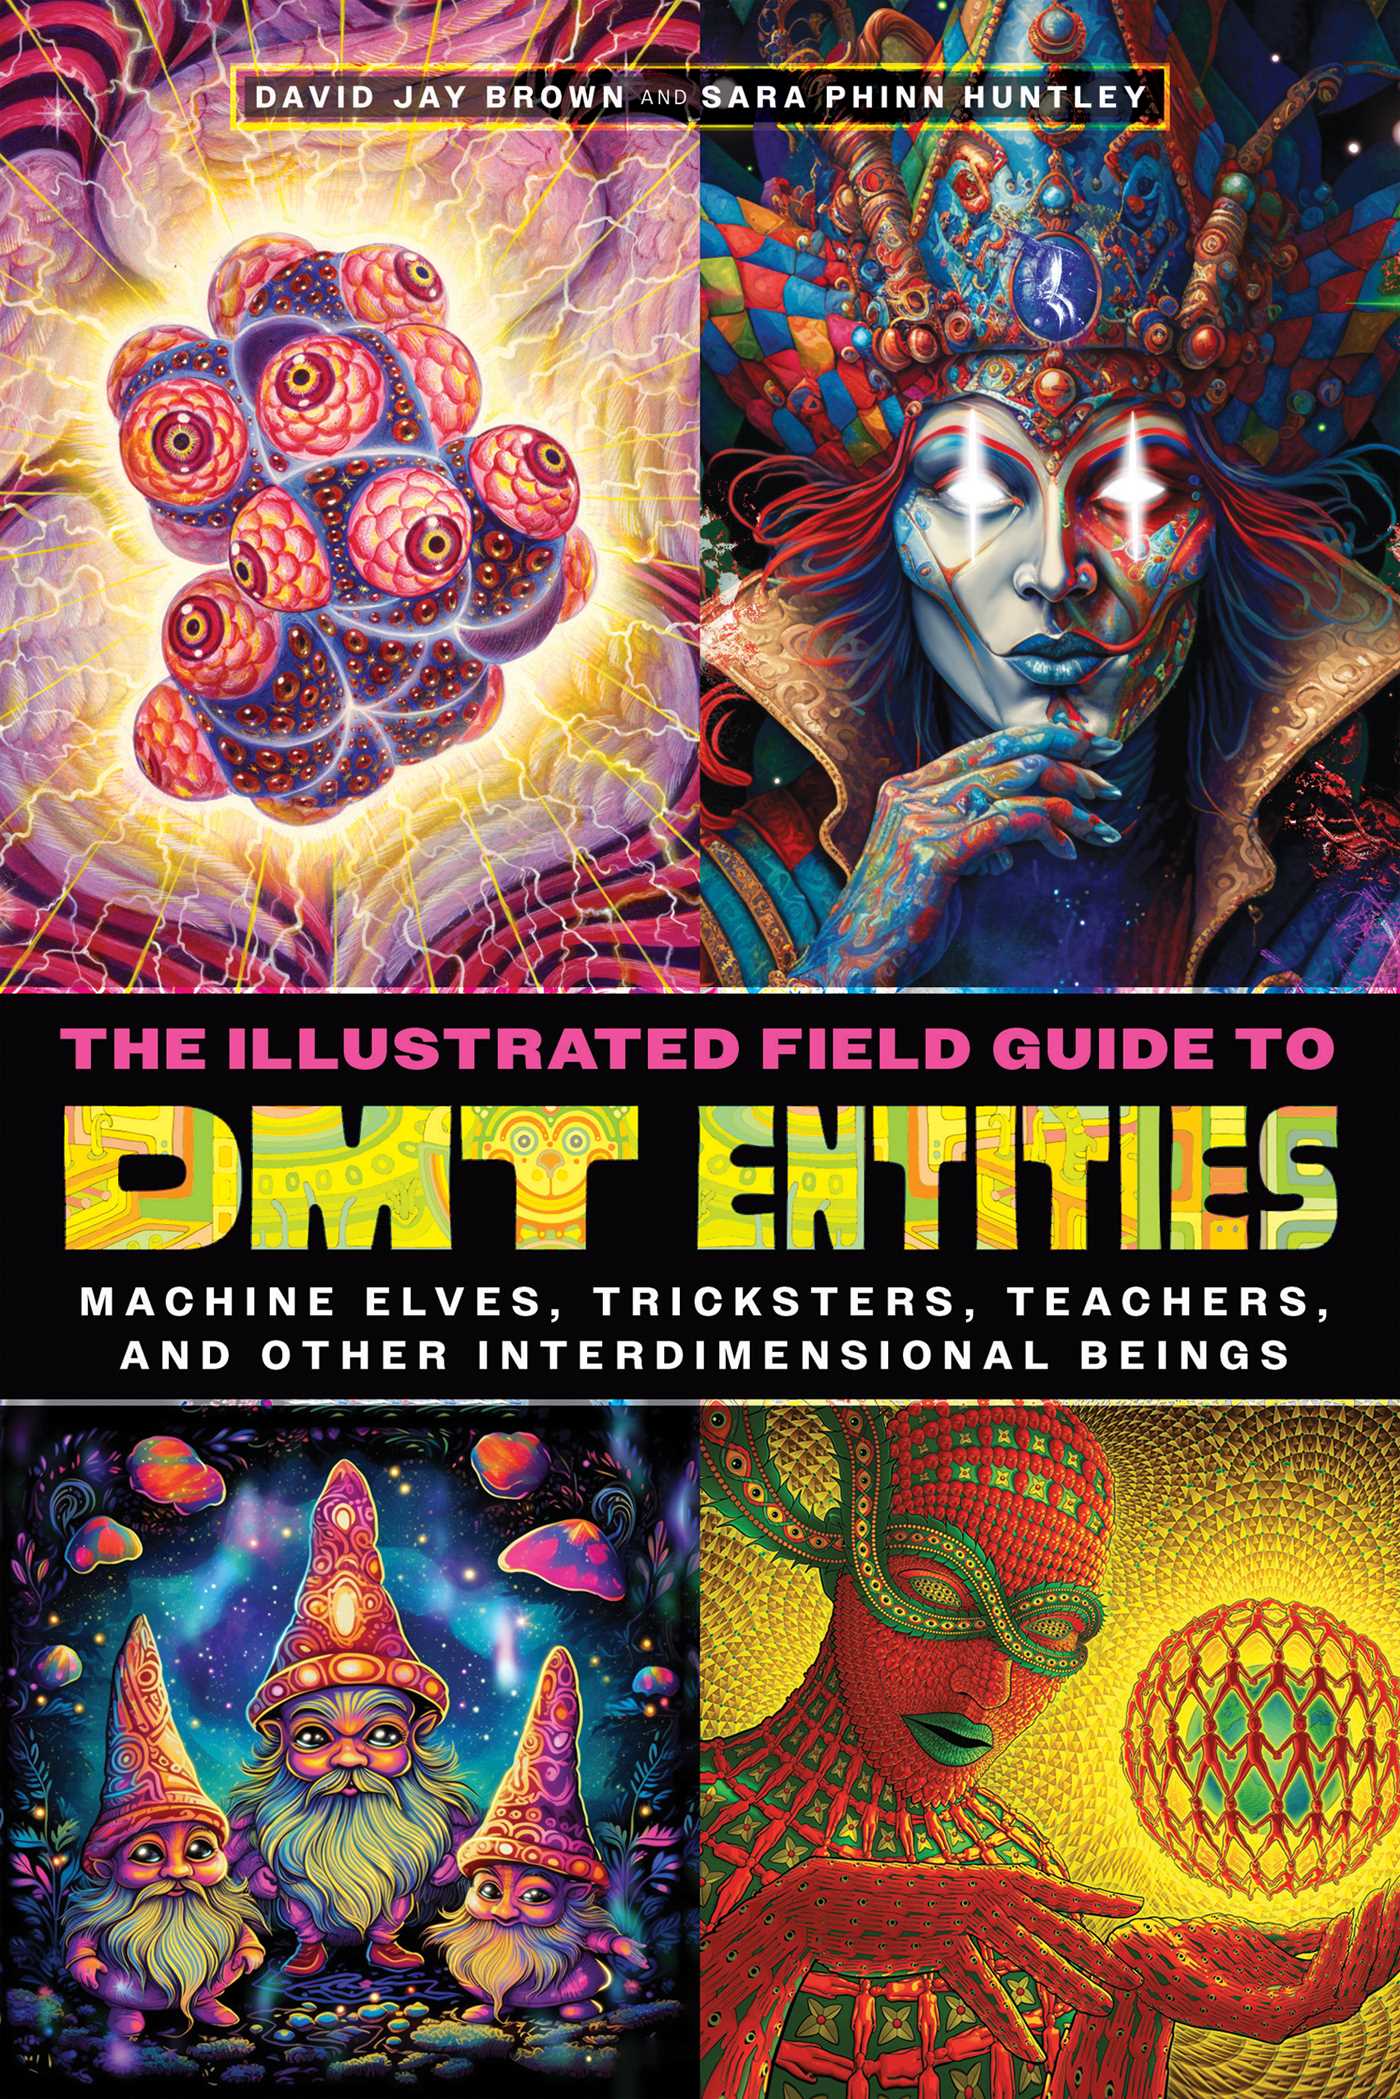 DAVID JAY BROWN AND SARA PHINN HUNTLEY
THE ILLUSTRATED FIELD GUIDE TO
DMT ENTITIES
MACHINE ELVES, TRICKSTERS, TEACHERS,
AND OTHER INTERDIMENSIONAL BEINGS